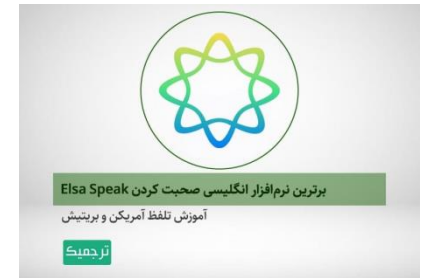 برترین نرم‌افزار انگلیسی صحبت کردن Elsa Speak
آموزش تلفظ آمریکن و بریتیش
ترجمیک